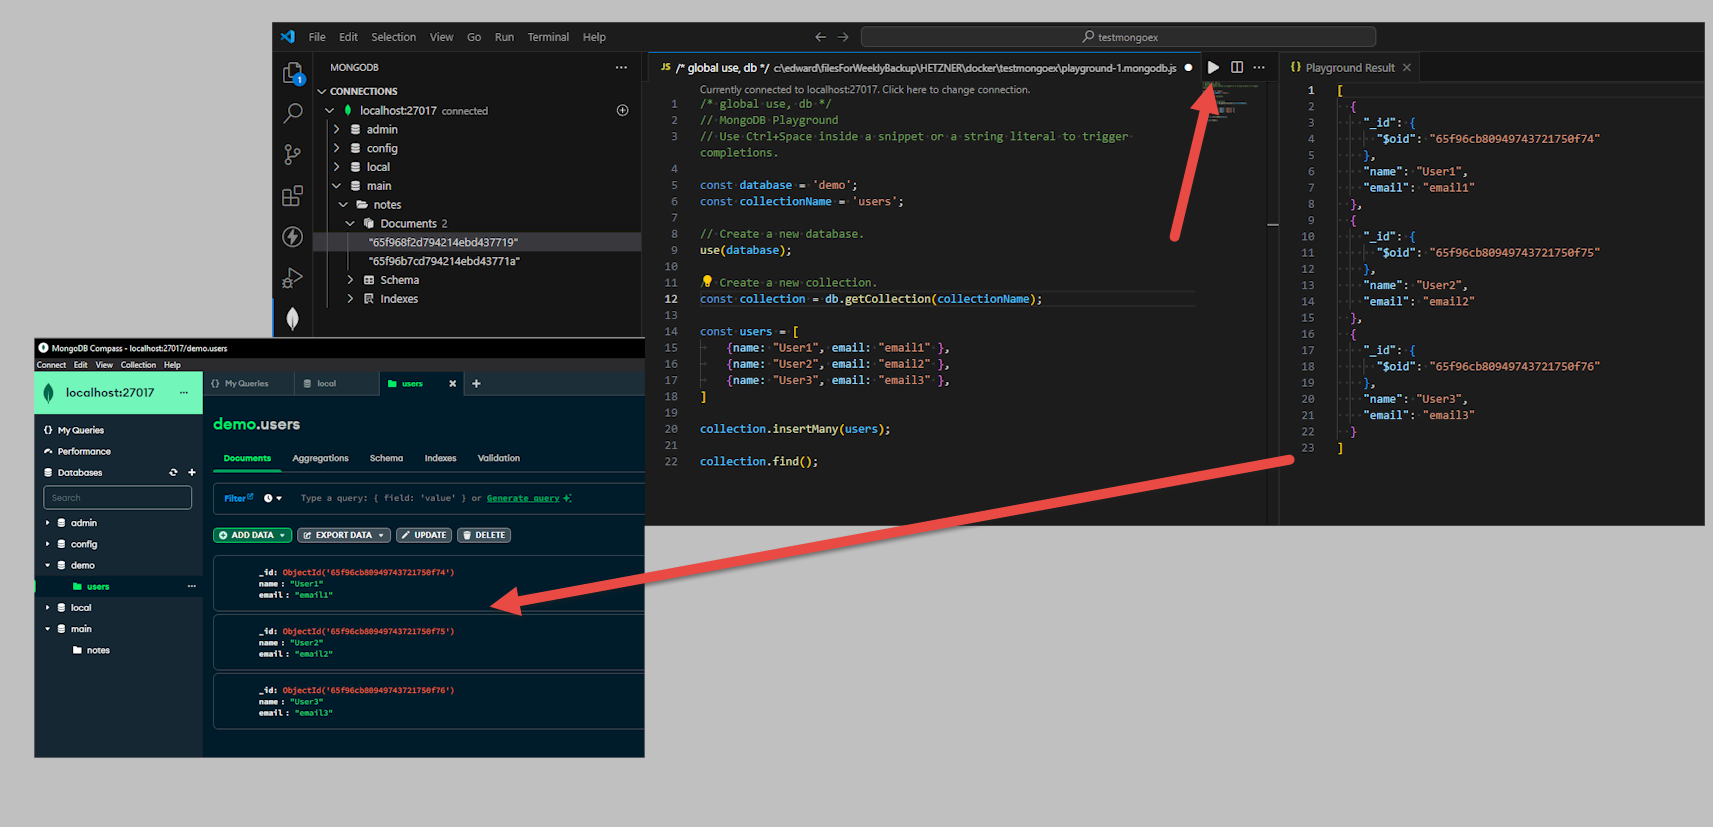 File Edit Selection View Go Run Terminal Help
testmongoex
1
MONGODB
CONNECTIONS
localhost:27017 connected
admin
config
local
main
notes
Documents 2
"65f968f2d794214ebd437719"
"65f96b7cd794214ebd43771a"
Schema
Indexes
JS /* global use, db */ c:\edward\filesForWeeklyBackup\HETZNER\docker\testmongoex\playground-1.mongodb.js
Currently connected to localhost:27017. Click here to change connection.
1 /* global use, db */
2 // MongoDB Playground
3 // Use Ctrl+Space inside a snippet or a string literal to trigger
completions.
4
5 const database = 'demo';
6 const collectionName = 'users';
7
8 // Create a new database.
9 use(database);
10
11 / Create a new collection.
12 const collection = db.getCollection(collectionName);
13
14 const users = [
15 {name: "User1", email: "email1" },
16 {name: "User2", email: "email2" },
17 {name: "User3", email: "email3" },
18 ]
19
20 collection.insertMany(users);
21
22 collection.find();
{} Playground Result
1 [
2 {
3 "_id": {
4 "$oid": "65f96cb80949743721750f74"
5 },
6 "name": "User1",
7 "email": "email1"
8 },
9 {
10 "_id": {
11 "$oid": "65f96cb80949743721750f75"
12 },
13 "name": "User2",
14 "email": "email2"
15 },
16 {
17 "_id": {
18 "$oid": "65f96cb80949743721750f76"
19 },
20 "name": "User3",
21 "email": "email3"
22 }
23 ]
MongoDB Compass - localhost:27017/demo.users
Connect Edit View Collection Help
localhost:27017
{} My Queries
Performance
Databases
Search
admin
config
demo
users
local
main
notes
{} My Queries
local
users
demo.users
Documents Aggregations Schema Indexes Validation
Filter Type a query: { field: 'value' } or Generate query
ADD DATA EXPORT DATA UPDATE DELETE
_id: ObjectId('65f96cb80949743721750f74')
name: "User1"
email: "email1"
_id: ObjectId('65f96cb80949743721750f75')
name: "User2"
email: "email2"
_id: ObjectId('65f96cb80949743721750f76')
name: "User3"
email: "email3"